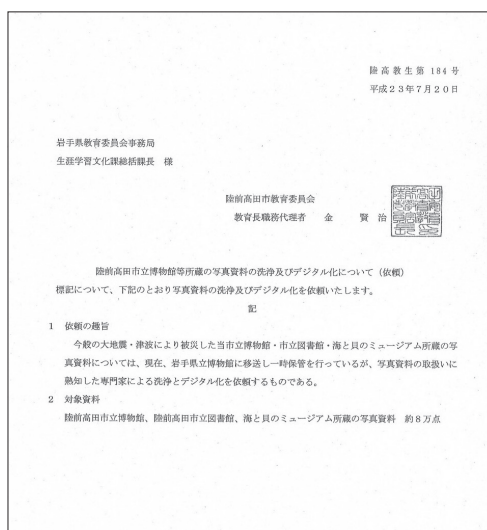 陸高教生第184号
平成23年7月20日
岩手県教育委員会事務局
生涯学習文化課総括課長 様
陸前高田市教育委員会
教育長職務代理者 金 賢治
陸前高田市立博物館等所蔵の写真資料の洗浄及びデジタル化について(依頼)
標記について、下記のとおり写真資料の洗浄及びデジタル化を依頼いたします。
記
1 依頼の趣旨
今般の大地震・津波により被災した当市立博物館・市立図書館・海と貝のミュージアム所蔵の写
真資料については、現在、岩手県立博物館に移送し一時保管を行っているが、写真資料の取扱いに
熟知した専門家による洗浄とデジタル化を依頼するものである。
2 対象資料
陸前高田市立博物館、陸前高田市立図書館、海と貝のミュージアム所蔵の写真資料 約8万点